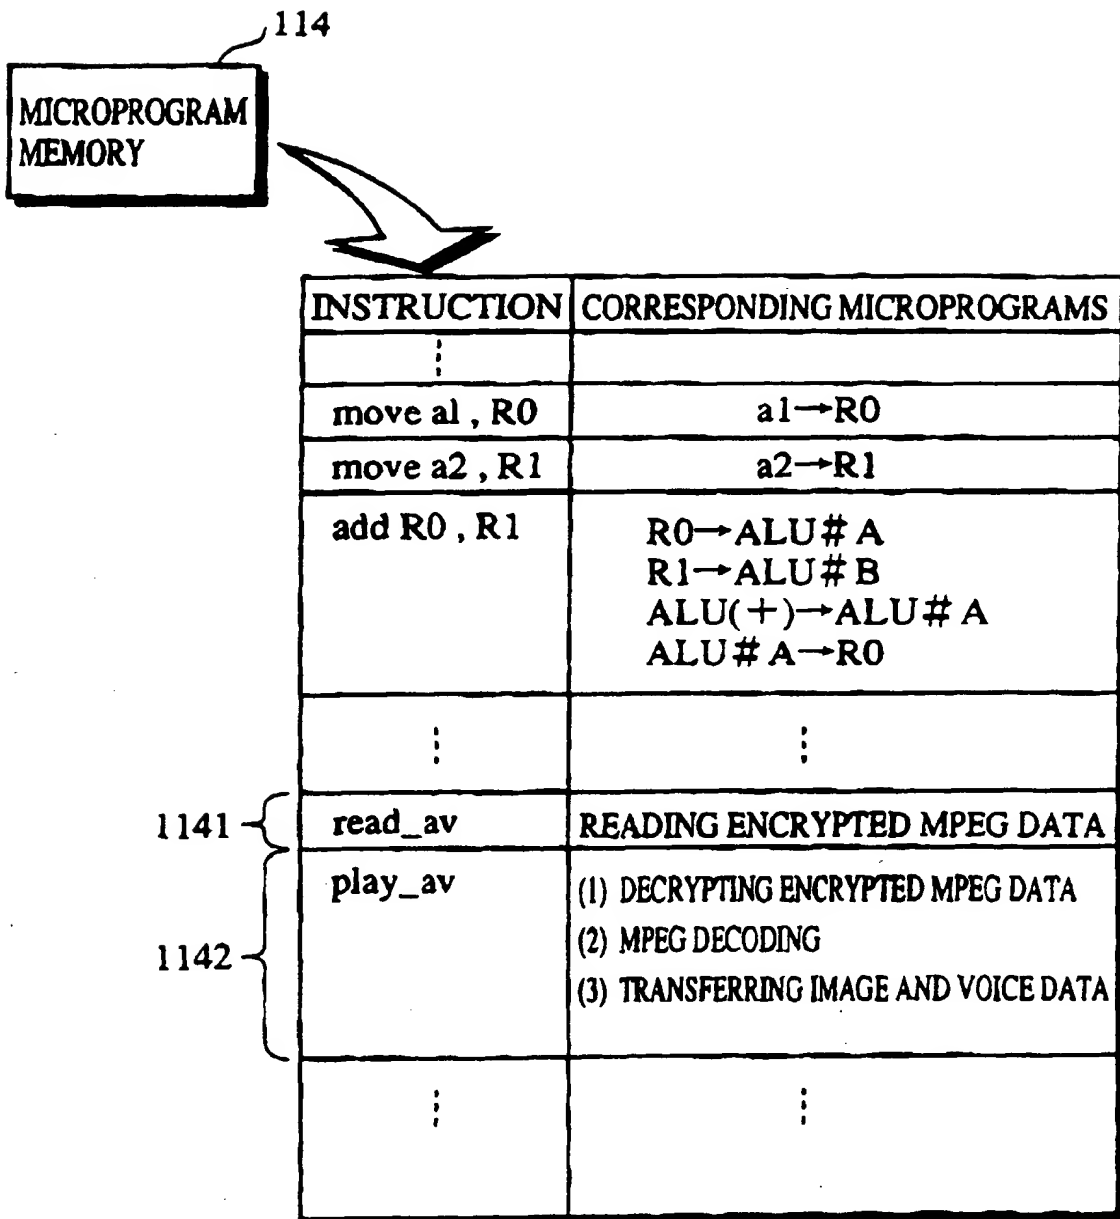 114
MICROPROGRAM
MEMORY
INSTRUCTION CORRESPONDING MICROPROGRAMS
move a1 , R0 a1→R0
move a2 , R1 a2→R1
add R0 , R1 R0→ALU# A
R1→ALU# B
ALU(+)→ALU# A
ALU# A→R0
1141 read_av READING ENCRYPTED MPEG DATA
1142 play_av (1) DECRYPTING ENCRYPTED MPEG DATA
(2) MPEG DECODING
(3) TRANSFERRING IMAGE AND VOICE DATA